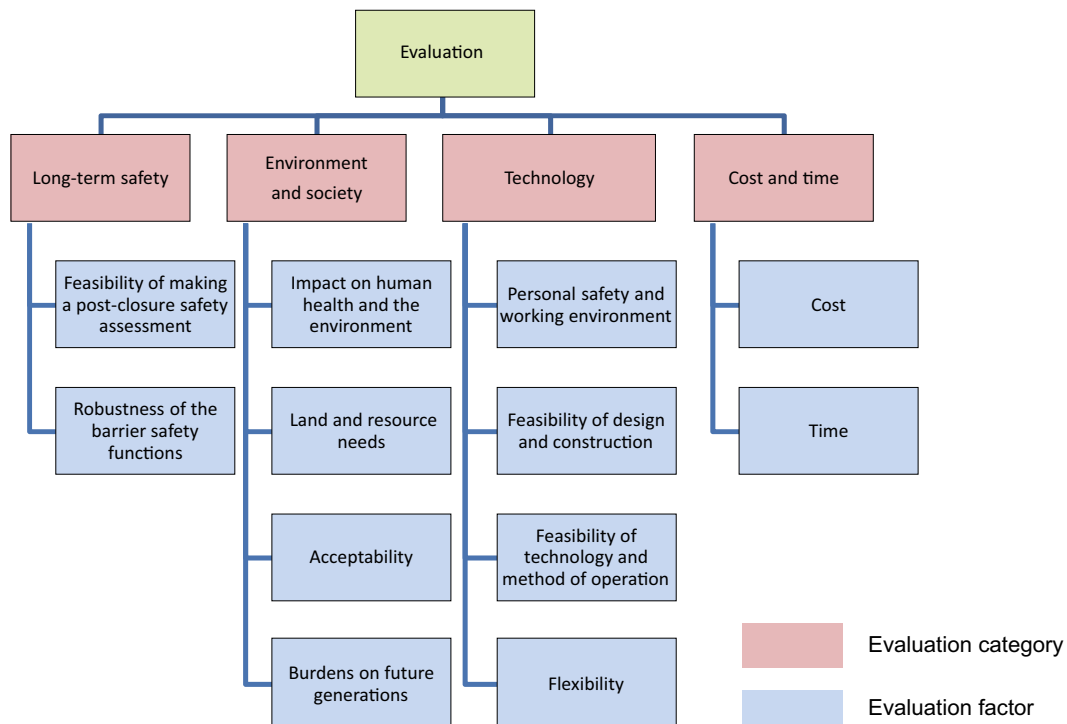 Evaluation
Long-term safety
Environment
and society
Technology
Cost and time
Feasibility of making
a post-closure safety
assessment
Robustness of the
barrier safety
functions
Impact on human
health and the
environment
Land and resource
needs
Acceptability
Burdens on future
generations
Personal safety and
working environment
Feasibility of design
and construction
Feasibility of
technology and
method of operation
Flexibility
Cost
Time
Evaluation category
Evaluation factor